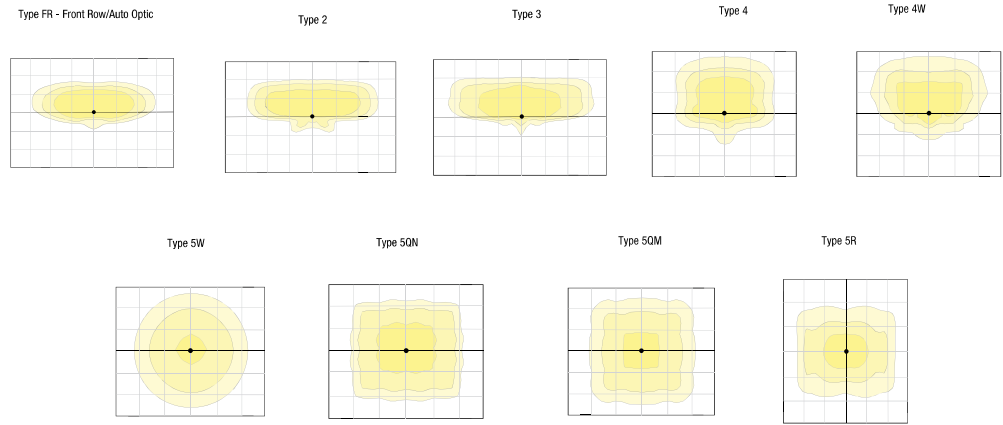 Type FR - Front Row/Auto Optic
Type 2
Type 3
Type 4
Type 4W
Type 5W
Type 5QN
Type 5QM
Type 5R